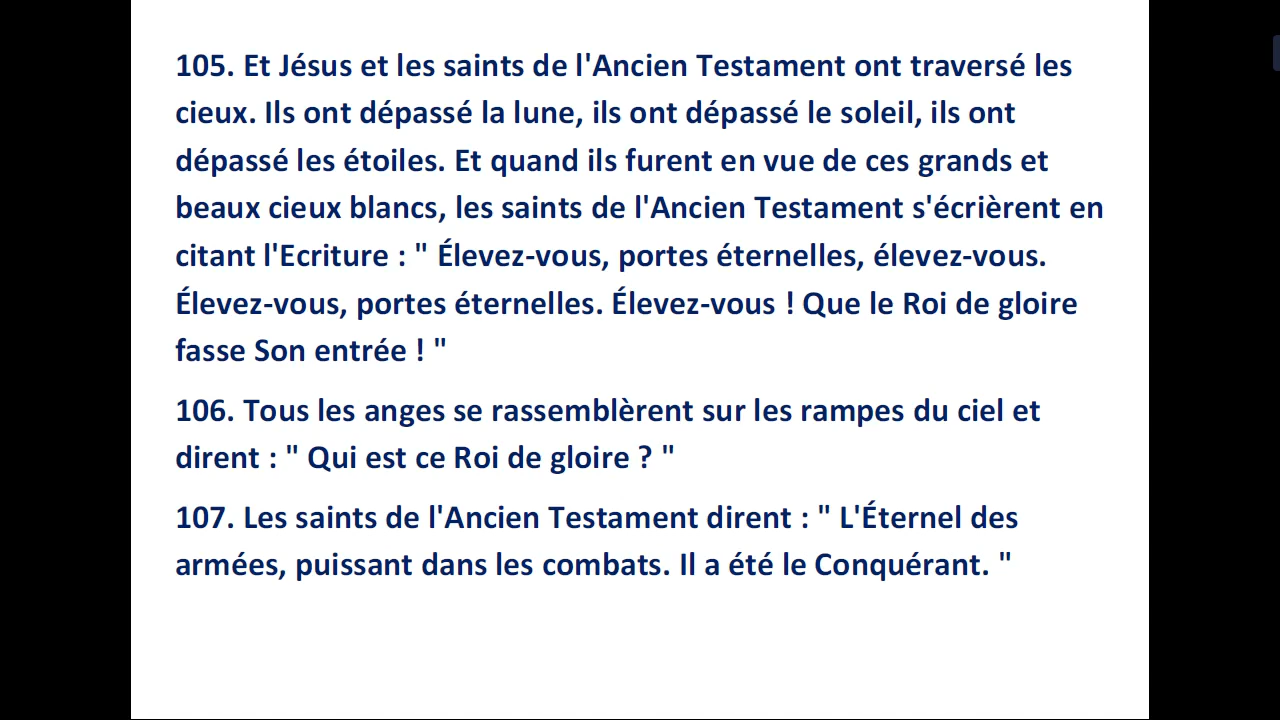 105. Et Jésus et les saints de l'Ancien Testament ont traversé les
cieux. Ils ont dépassé la lune, ils ont dépassé le soleil, ils ont
dépassé les étoiles. Et quand ils furent en vue de ces grands et
beaux cieux blancs, les saints de l'Ancien Testament s'écrièrent en
citant l'Ecriture : " Élevez-vous, portes éternelles, élevez-vous.
Élevez-vous, portes éternelles. Élevez-vous ! Que le Roi de gloire
fasse Son entrée ! "
106. Tous les anges se rassemblèrent sur les rampes du ciel et
dirent : " Qui est ce Roi de gloire ? "
107. Les saints de l'Ancien Testament dirent : " L'Éternel des
armées, puissant dans les combats. Il a été le Conquérant. "